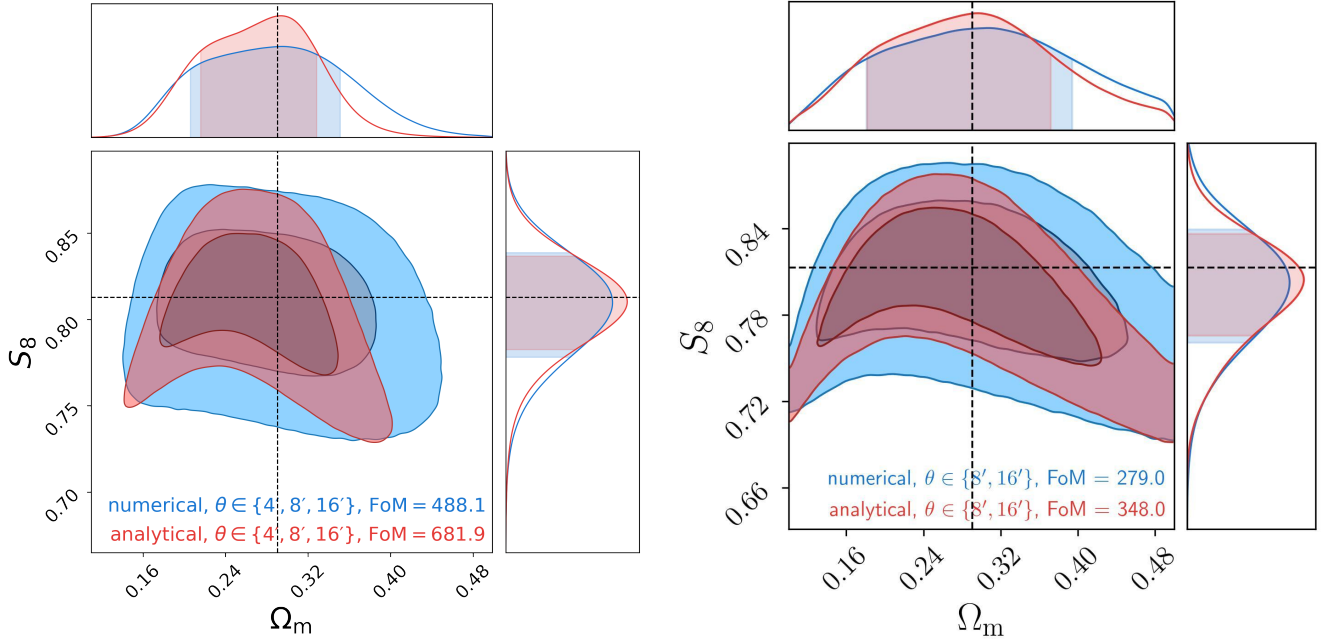 S₈
0.85
0.80
0.75
0.70
numerical, θ ∈ {4′, 8′, 16′}, FoM = 488.1
analytical, θ ∈ {4′, 8′, 16′}, FoM = 681.9
0.16
0.24
0.32
0.40
0.48
Ωₘ
S₈
0.84
0.78
0.72
0.66
numerical, θ ∈ {8′, 16′}, FoM = 279.0
analytical, θ ∈ {8′, 16′}, FoM = 348.0
0.16
0.24
0.32
0.40
0.48
Ωₘ